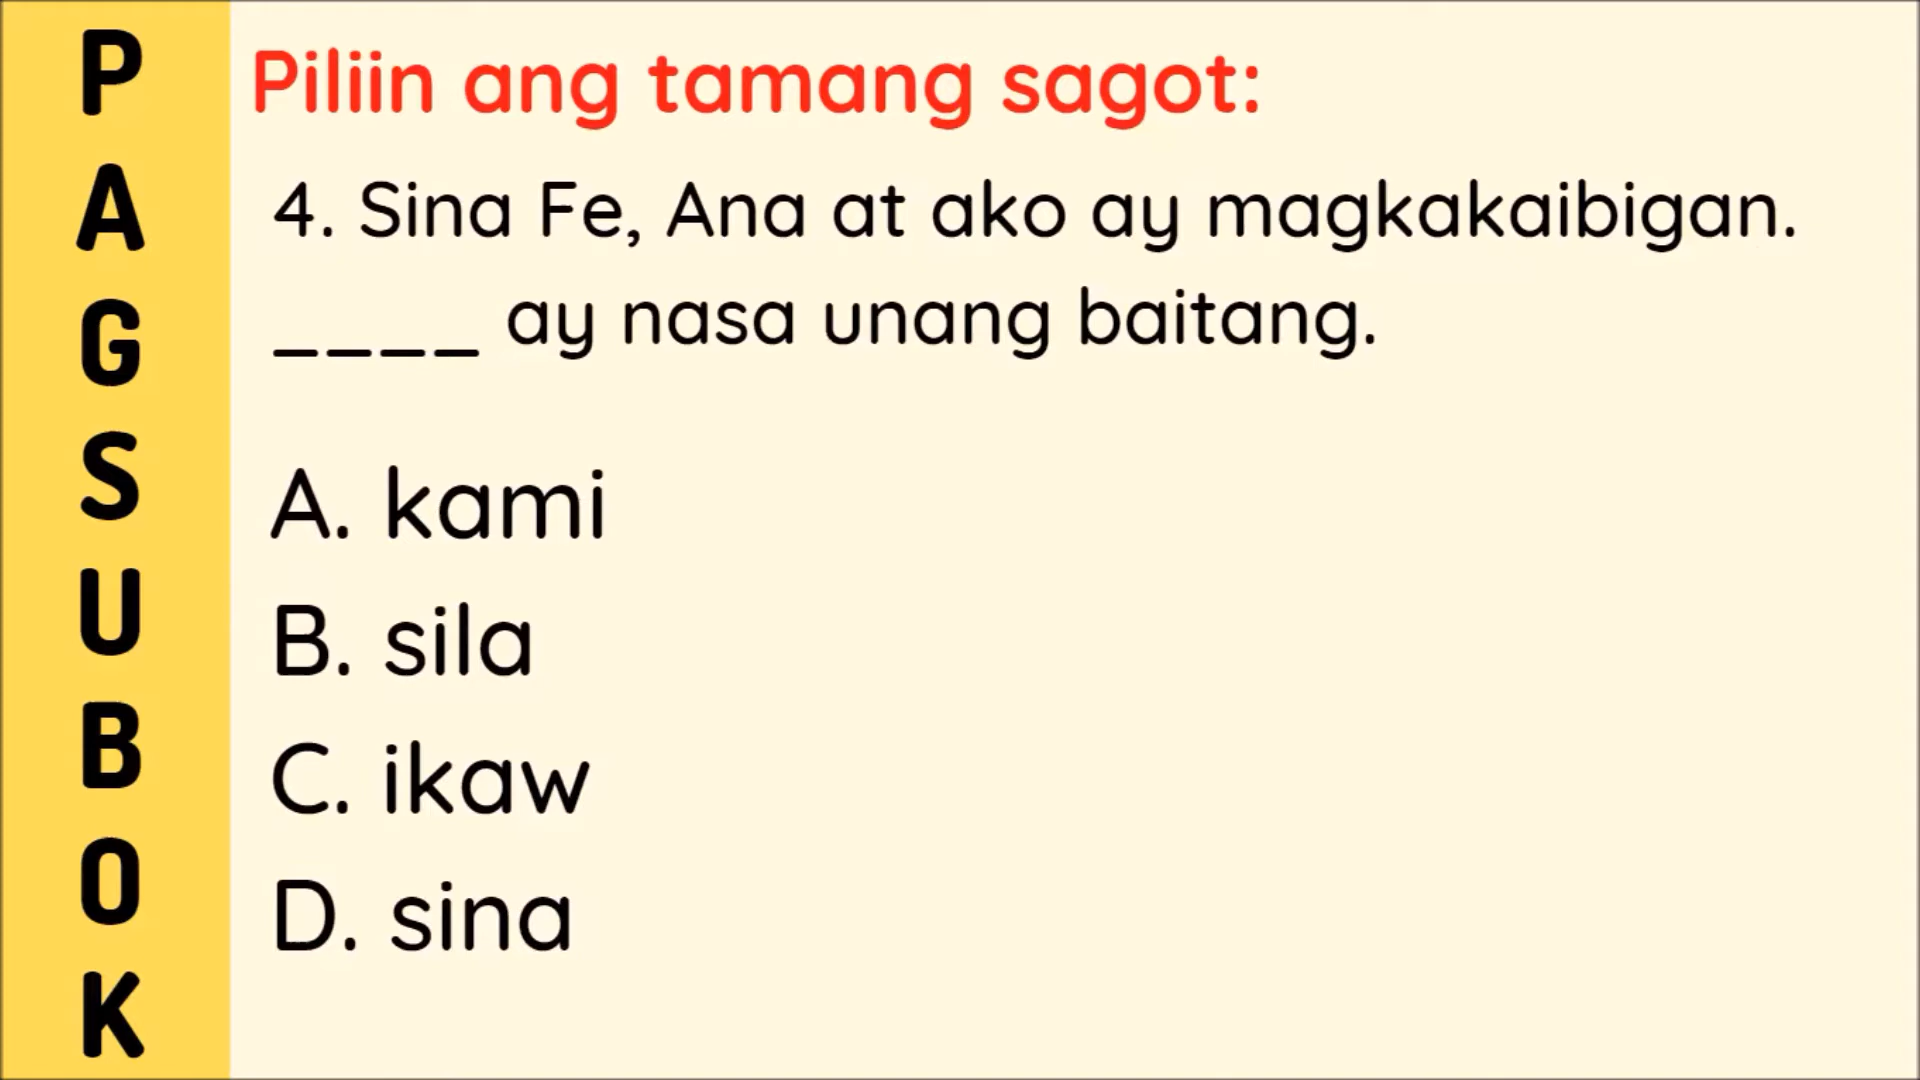 PAGSUBOK
Piliin ang tamang sagot:
4. Sina Fe, Ana at ako ay magkakaibigan.
____ ay nasa unang baitang.
A. kami
B. sila
C. ikaw
D. sina